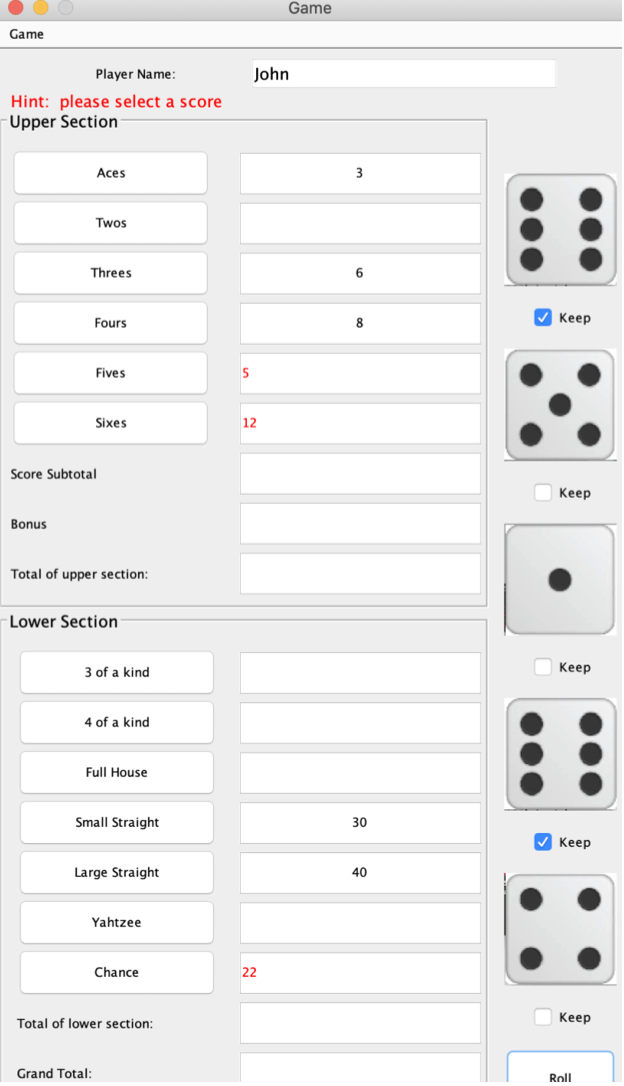 Game
Game
Player Name: John
Hint: please select a score
Upper Section
Aces 3
Twos
Threes 6
Fours 8
Fives 5
Sixes 12
Score Subtotal
Bonus
Total of upper section:
Keep
Keep
Keep
Lower Section
3 of a kind
4 of a kind
Full House
Small Straight 30
Keep
Large Straight 40
Yahtzee
Chance 22
Total of lower section:
Keep
Grand Total:
Roll